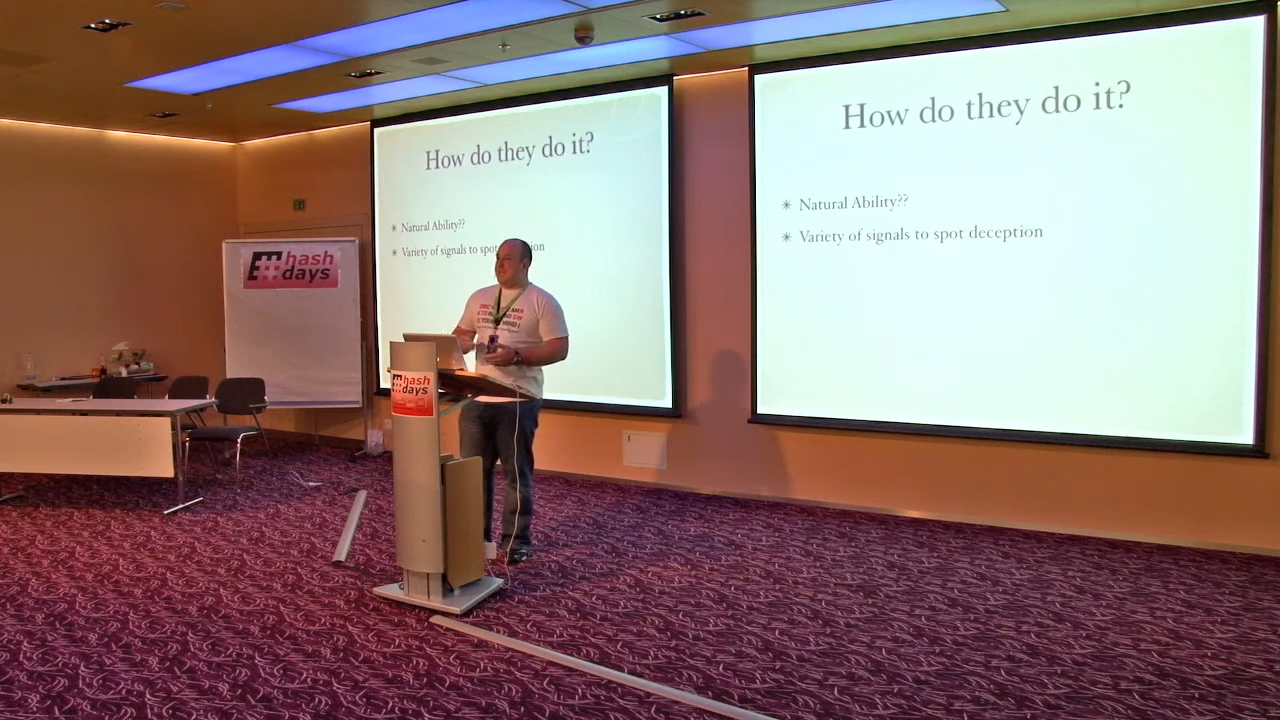 How do they do it?
✳ Natural Ability??
✳ Variety of signals to spot
How do they do it?
✳ Natural Ability??
✳ Variety of signals to spot deception
hash
days
hash
days